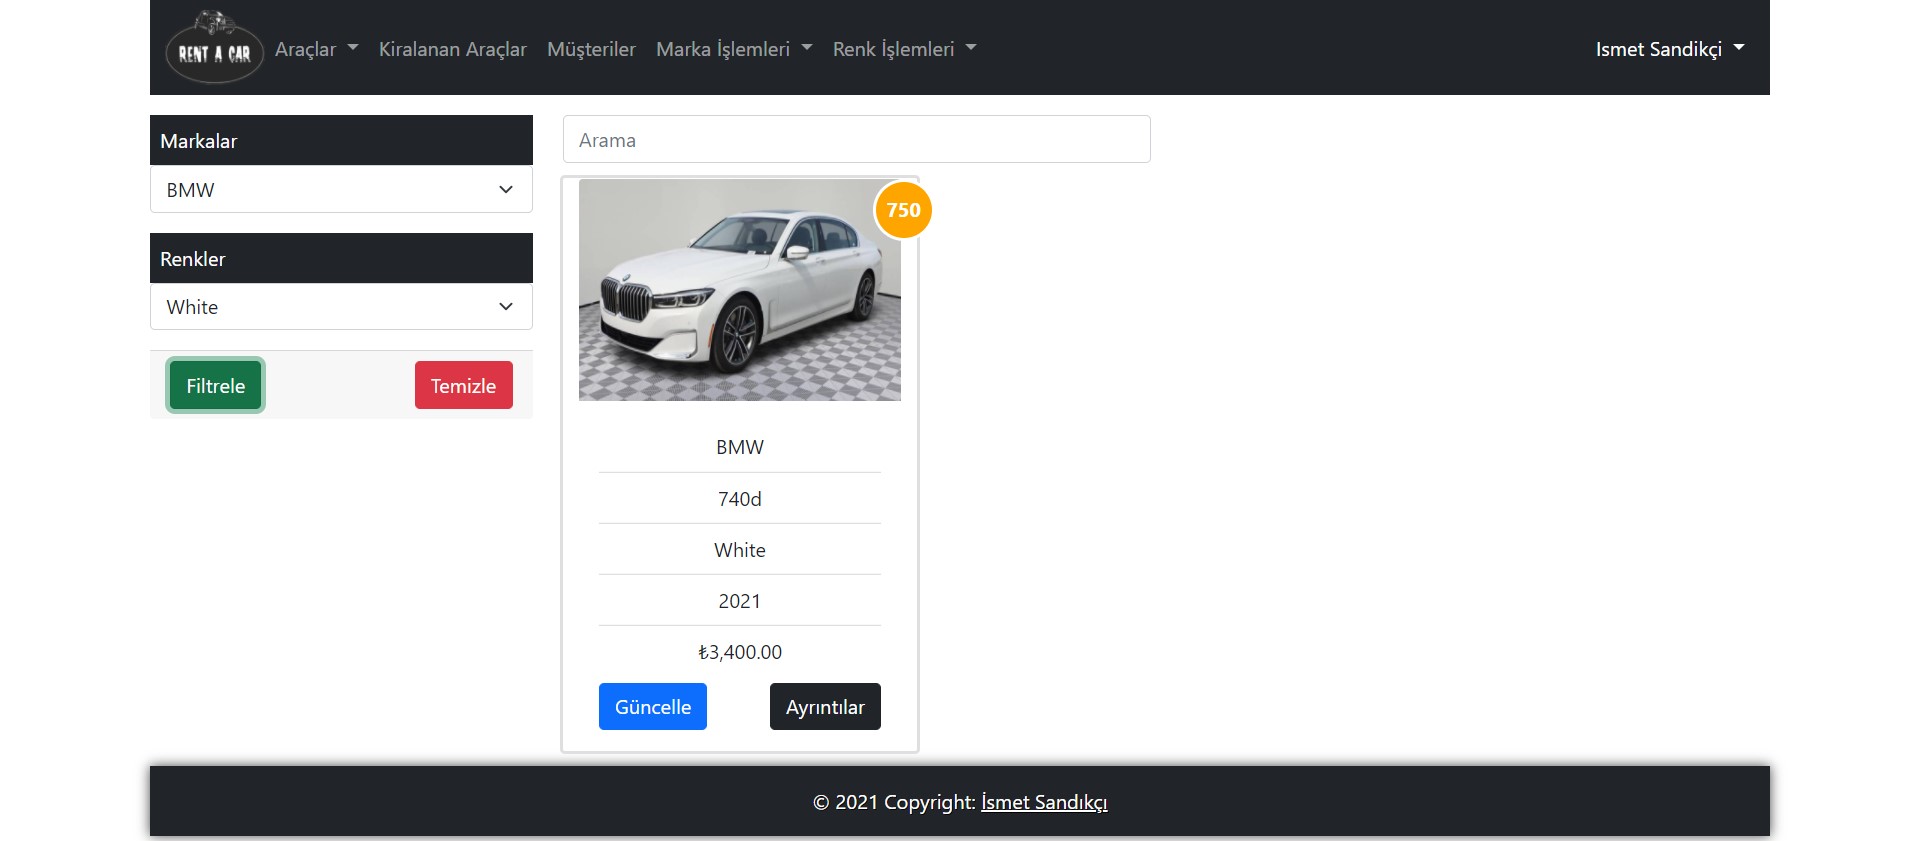 RENT A CAR
Araçlar
Kiralanan Araçlar
Müşteriler
Marka İşlemleri
Renk İşlemleri
Ismet Sandikçi
Markalar
BMW
Renkler
White
Filtrele
Temizle
Arama
750
BMW
740d
White
2021
₺3,400.00
Güncelle
Ayrıntılar
© 2021 Copyright: İsmet Sandıkçı